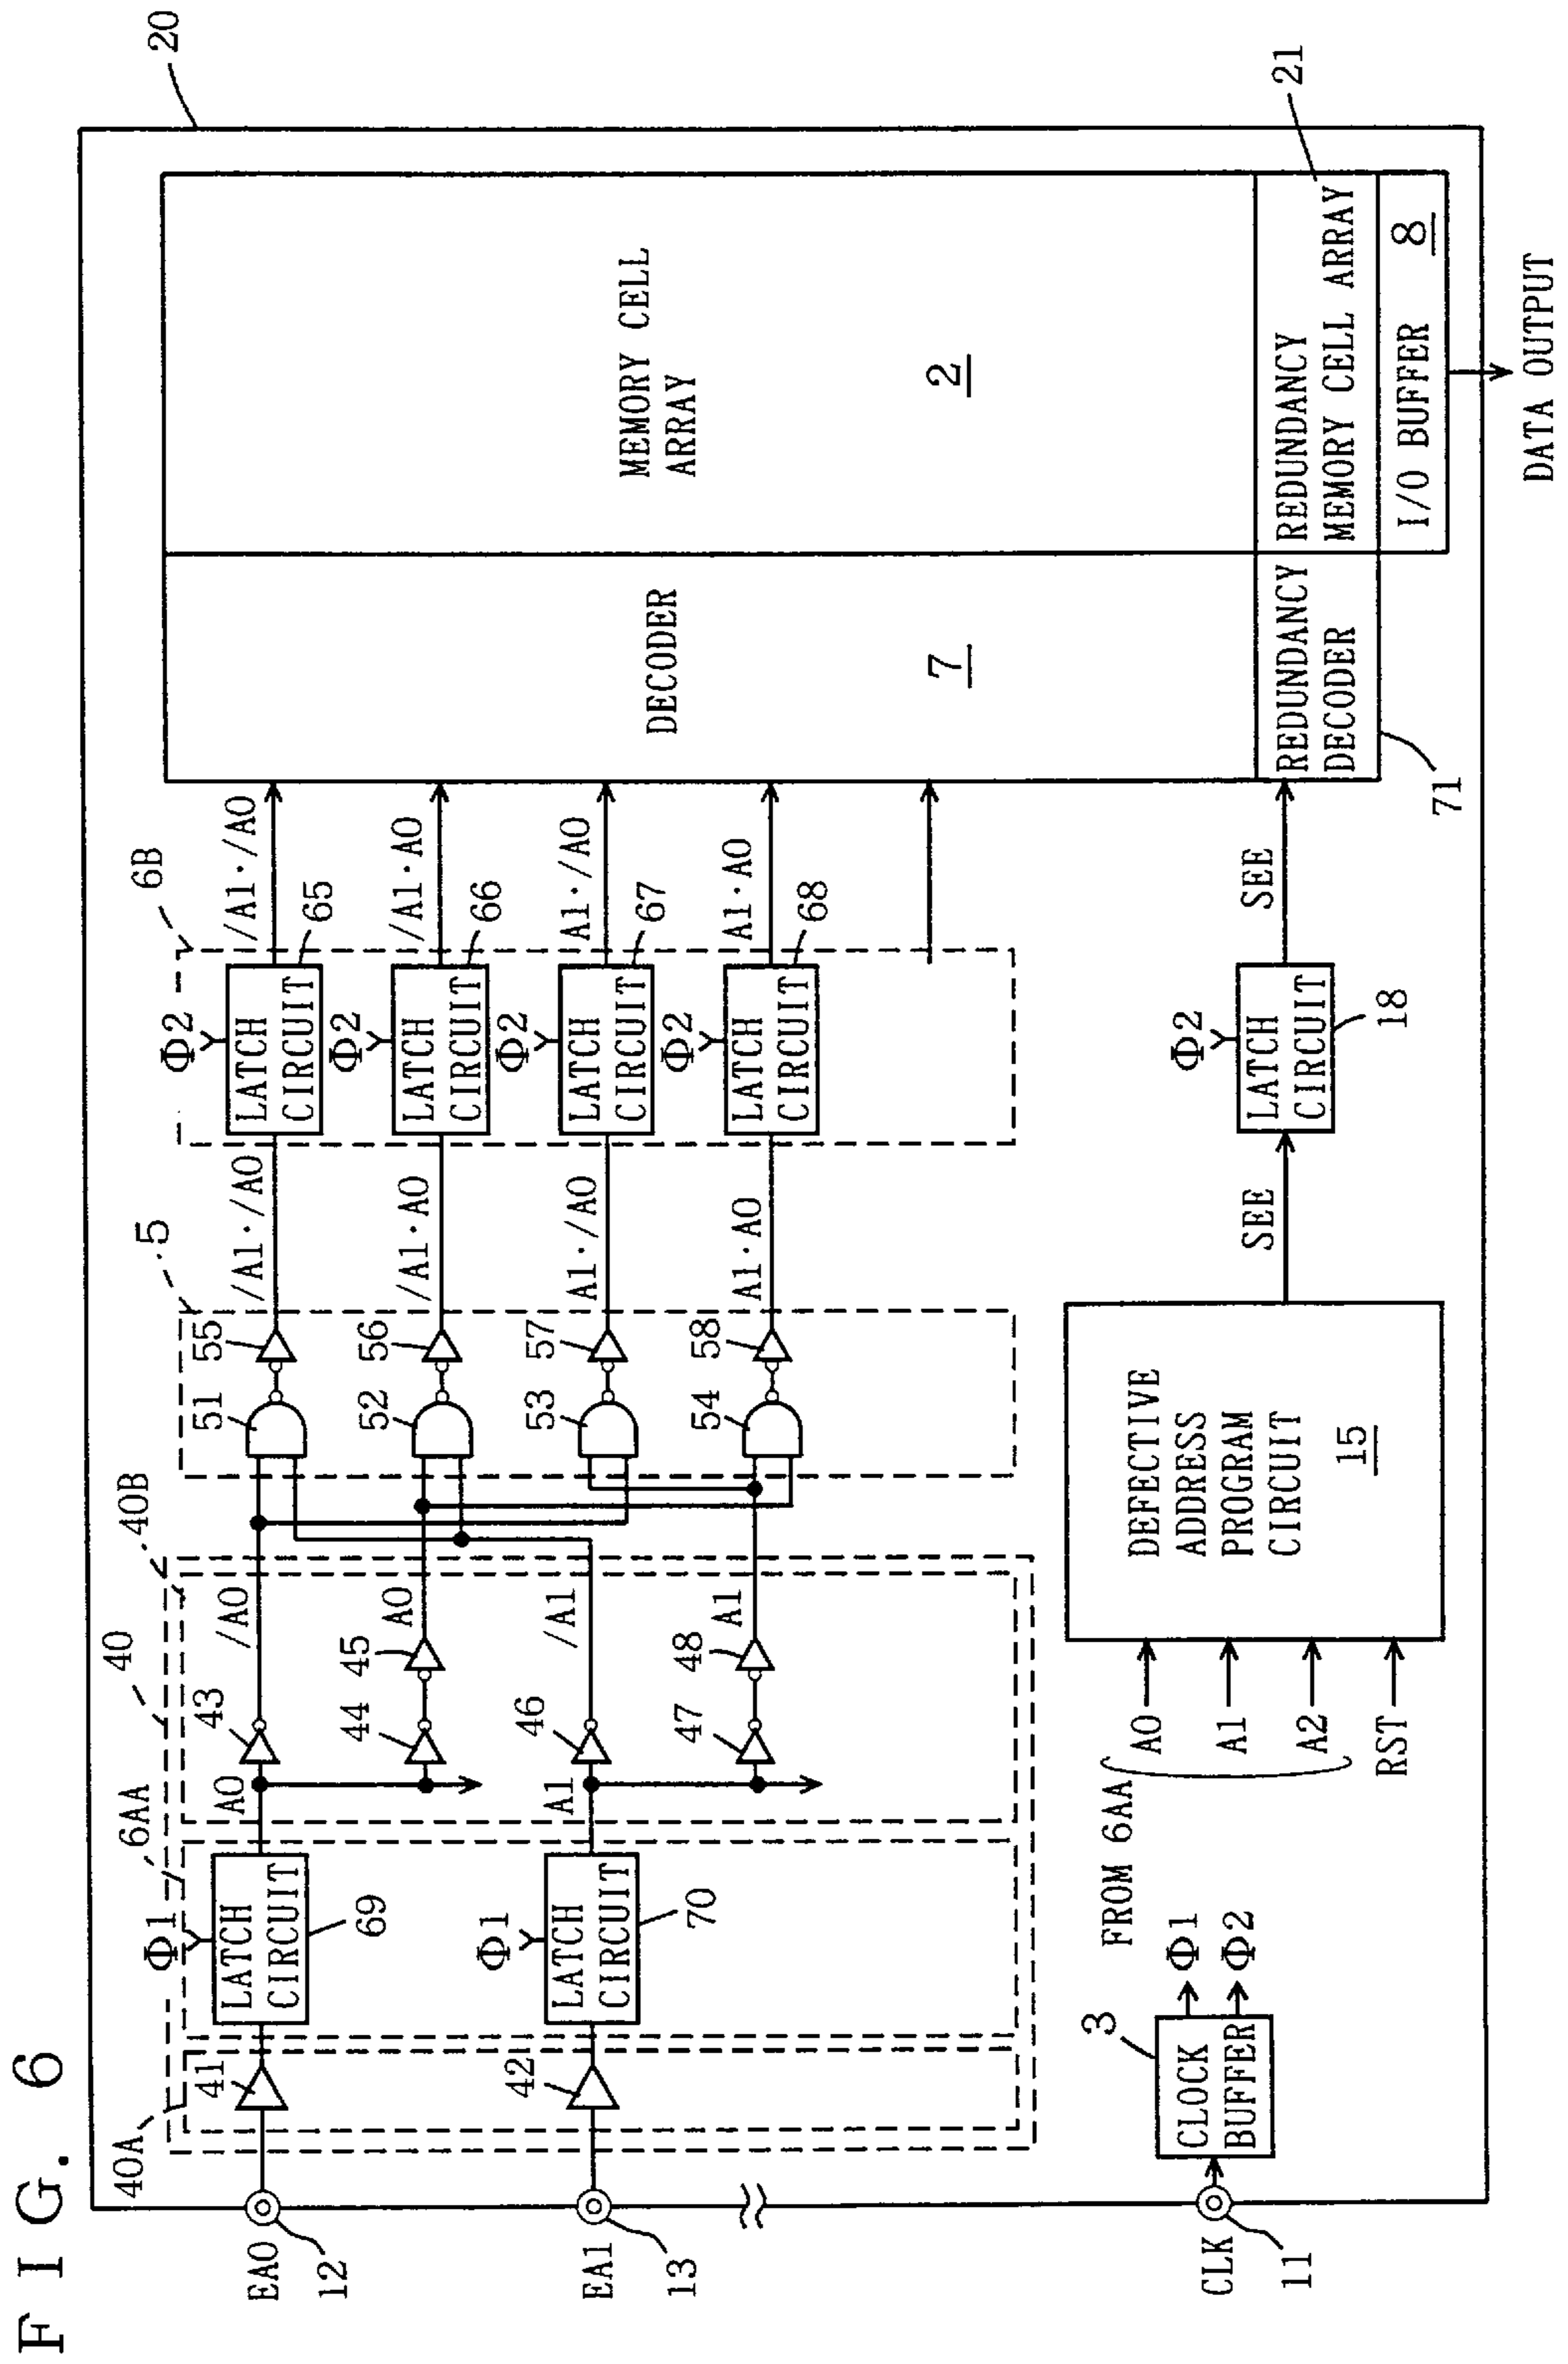 FIG. 6
20
40
40A
6AA
40B
5
6B
EA0
12
41
Φ1
LATCH
CIRCUIT
69
A0
43
/A0
44
45
A0
51
55
/A1·/A0
Φ2
LATCH
CIRCUIT
65
/A1·/A0
52
56
/A1·A0
Φ2
LATCH
CIRCUIT
66
/A1·A0
EA1
13
42
Φ1
LATCH
CIRCUIT
70
A1
46
/A1
47
48
A1
53
57
A1·/A0
Φ2
LATCH
CIRCUIT
67
A1·/A0
54
58
A1·A0
Φ2
LATCH
CIRCUIT
68
A1·A0
DECODER
7
MEMORY CELL
ARRAY
2
CLK
11
3
CLOCK
BUFFER
Φ1
Φ2
FROM 6AA
A0
A1
A2
RST
DEFECTIVE
ADDRESS
PROGRAM
CIRCUIT
15
SEE
Φ2
LATCH
CIRCUIT
18
SEE
REDUNDANCY
DECODER
71
REDUNDANCY
MEMORY CELL ARRAY
21
I/O BUFFER
8
DATA OUTPUT